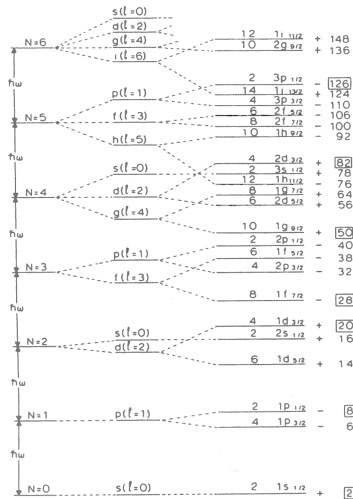 s(ℓ=0)
d(ℓ=2)
N=6 g(ℓ=4) 12 1i 11/2 + 148
i(ℓ=6) 10 2g 9/2 + 136
ħω
p(ℓ=1) 2 3p 1/2 - 126
14 1i 13/2 + 124
4 3p 3/2 - 110
N=5 f(ℓ=3) 6 2f 5/2 - 106
8 2f 7/2 - 100
h(ℓ=5) 10 1h 9/2 - 92
ħω
4 2d 3/2 + 82
s(ℓ=0) 2 3s 1/2 + 78
12 1h 11/2 - 76
N=4 d(ℓ=2) 8 1g 7/2 + 64
6 2d 5/2 + 56
g(ℓ=4)
10 1g 9/2 + 50
ħω
p(ℓ=1) 2 2p 1/2 - 40
6 1f 5/2 - 38
N=3 f(ℓ=3) 4 2p 3/2 - 32
8 1f 7/2 - 28
ħω
4 1d 3/2 + 20
s(ℓ=0) 2 2s 1/2 + 16
N=2 d(ℓ=2)
6 1d 5/2 + 14
ħω
2 1p 1/2 - 8
N=1 p(ℓ=1) 4 1p 3/2 - 6
ħω
N=0 s(ℓ=0) 2 1s 1/2 + 2